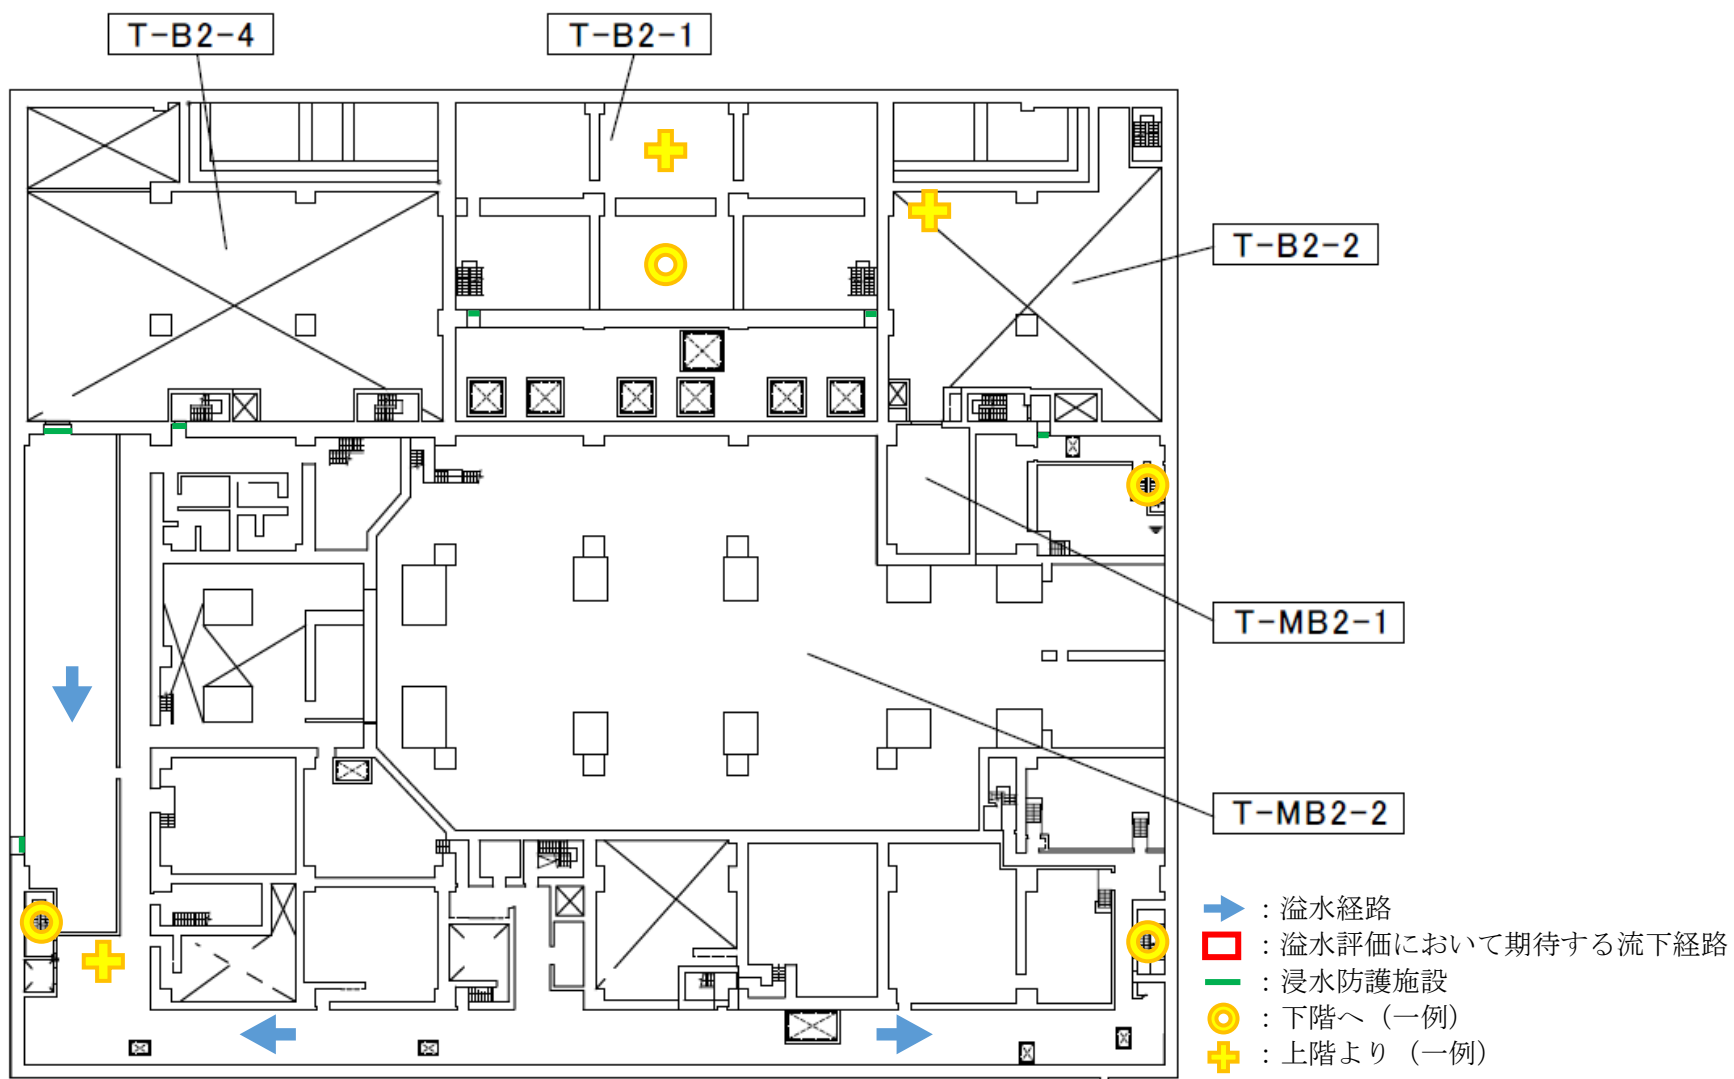 T-B2-4
T-B2-1
T-B2-2
T-MB2-1
T-MB2-2
：溢水経路
：溢水評価において期待する流下経路
：浸水防護施設
：下階へ（一例）
：上階より（一例）